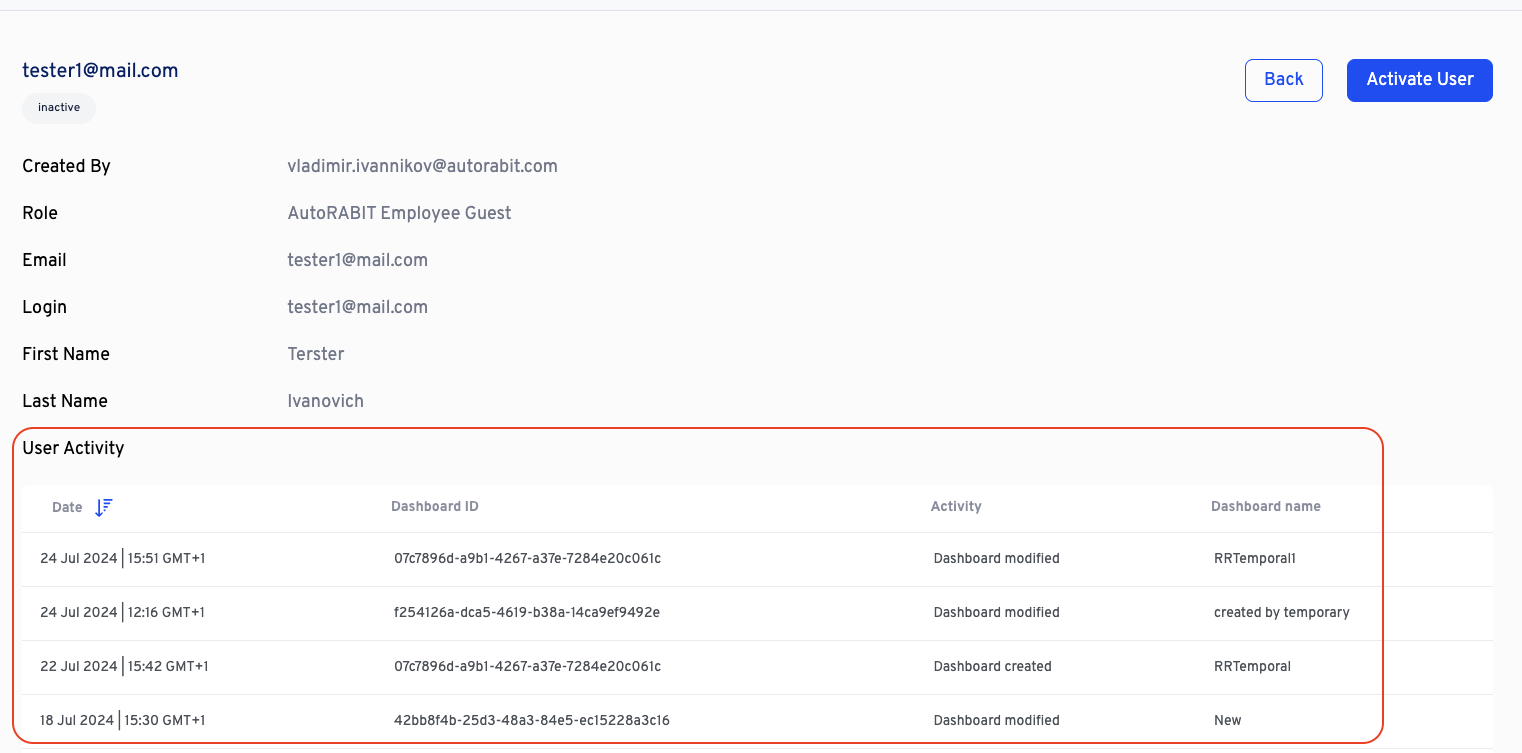 tester1@mail.com
Back
Activate User
inactive
Created By vladimir.ivannikov@autorabit.com
Role AutoRABIT Employee Guest
Email tester1@mail.com
Login tester1@mail.com
First Name Terster
Last Name Ivanovich
User Activity
Date Dashboard ID Activity Dashboard name
24 Jul 2024 | 15:51 GMT+1 07c7896d-a9b1-4267-a37e-7284e20c061c Dashboard modified RRTemporal1
24 Jul 2024 | 12:16 GMT+1 f254126a-dca5-4619-b38a-14ca9ef9492e Dashboard modified created by temporary
22 Jul 2024 | 15:42 GMT+1 07c7896d-a9b1-4267-a37e-7284e20c061c Dashboard created RRTemporal
18 Jul 2024 | 15:30 GMT+1 42bb8f4b-25d3-48a3-84e5-ec15228a3c16 Dashboard modified New